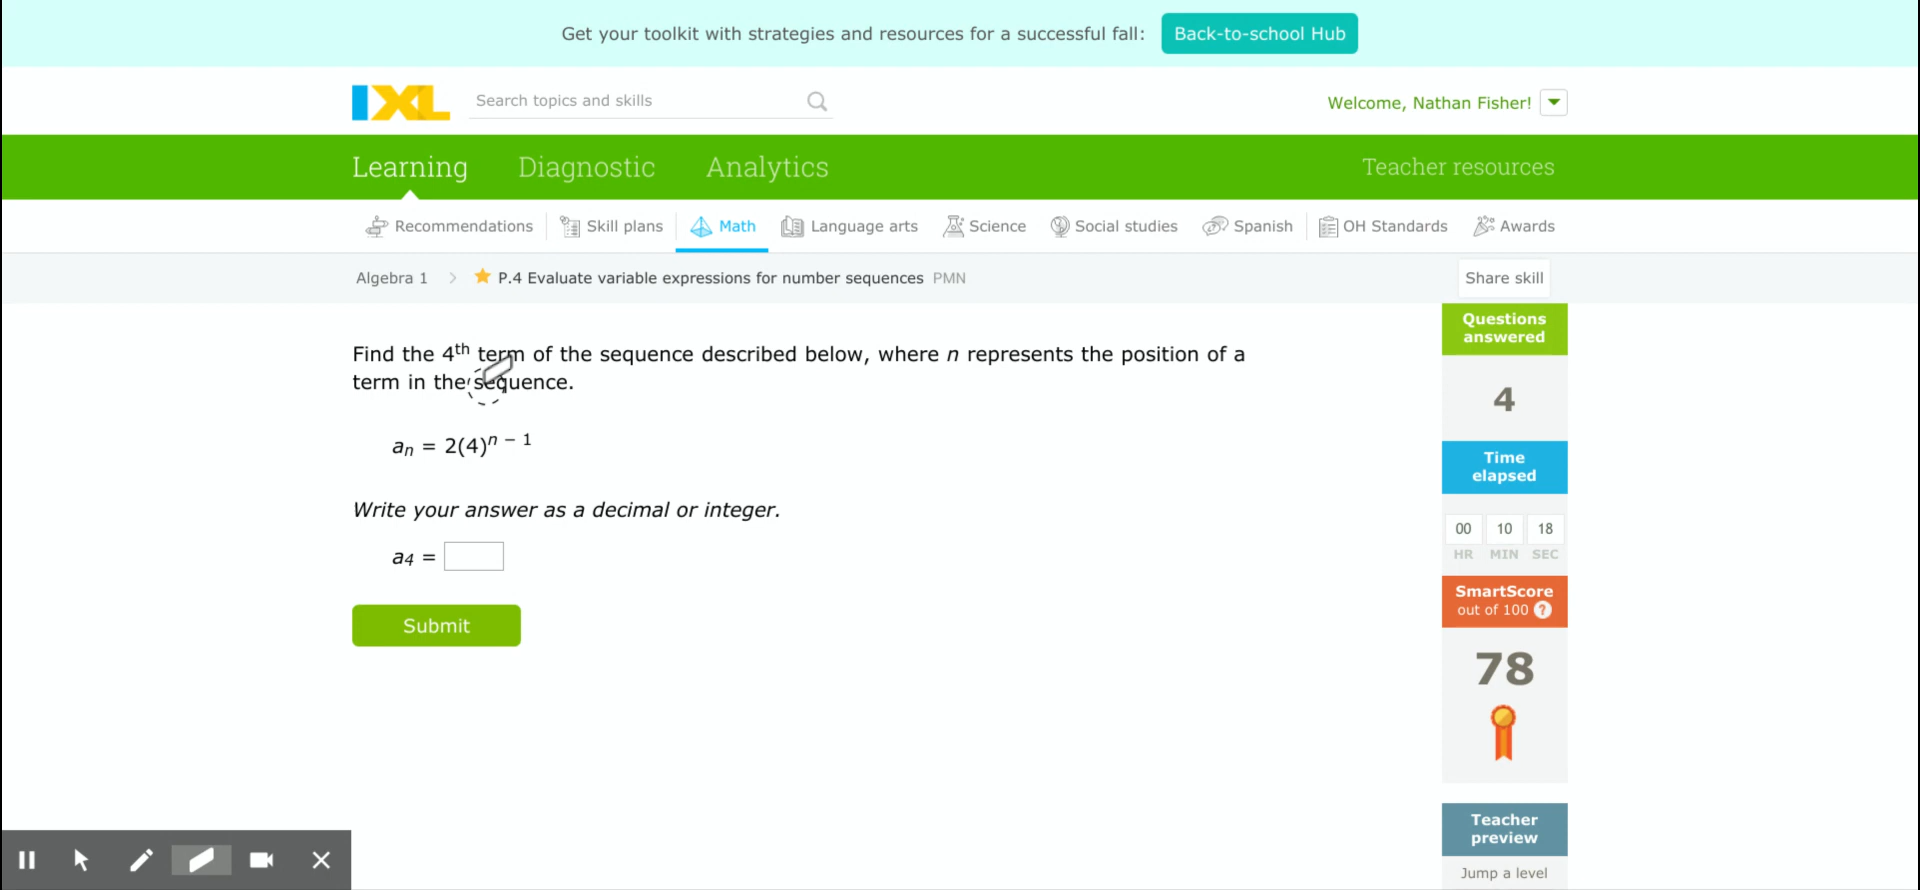 Get your toolkit with strategies and resources for a successful fall: Back-to-school Hub
IXL Search topics and skills Welcome, Nathan Fisher!
Learning Diagnostic Analytics Teacher resources
Recommendations Skill plans Math Language arts Science Social studies Spanish OH Standards Awards
Algebra 1 > P.4 Evaluate variable expressions for number sequences PMN Share skill
Find the 4th term of the sequence described below, where n represents the position of a
term in the sequence.
aₙ = 2(4)ⁿ ⁻ ¹
Write your answer as a decimal or integer.
a₄ =
Submit
Questions
answered
4
Time
elapsed
00 10 18
HR MIN SEC
SmartScore
out of 100 ?
78
Teacher
preview
Jump a level